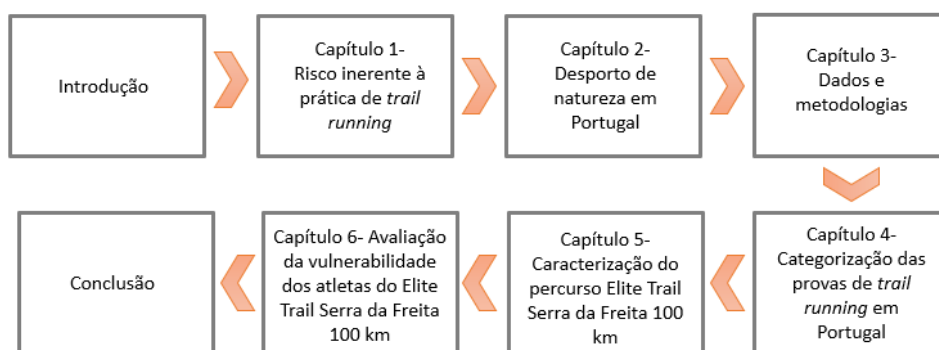 Introdução
Capítulo 1-
Risco inerente à
prática de trail
running
Capítulo 2-
Desporto de
natureza em
Portugal
Capítulo 3-
Dados e
metodologias
Capítulo 4-
Categorização das
provas de trail
running em
Portugal
Capítulo 5-
Caracterização do
percurso Elite Trail
Serra da Freita 100
km
Capítulo 6- Avaliação
da vulnerabilidade
dos atletas do Elite
Trail Serra da Freita
100 km
Conclusão